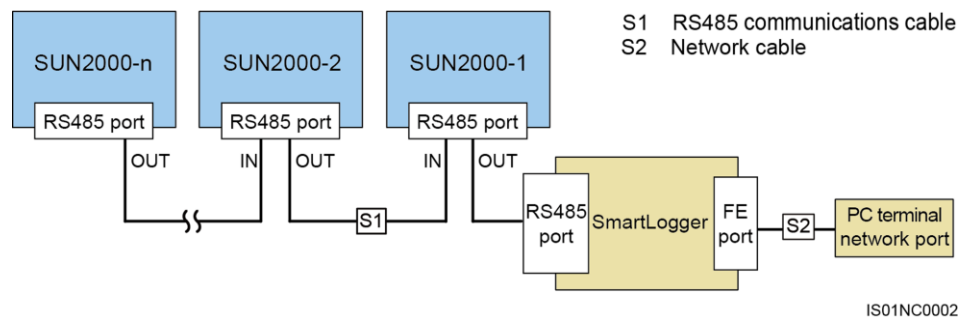 S1 RS485 communications cable
S2 Network cable
SUN2000-n
SUN2000-2
SUN2000-1
RS485 port
RS485 port
RS485 port
OUT
IN
OUT
IN
OUT
S1
RS485
port
SmartLogger
FE
port
S2
PC terminal
network port
IS01NC0002